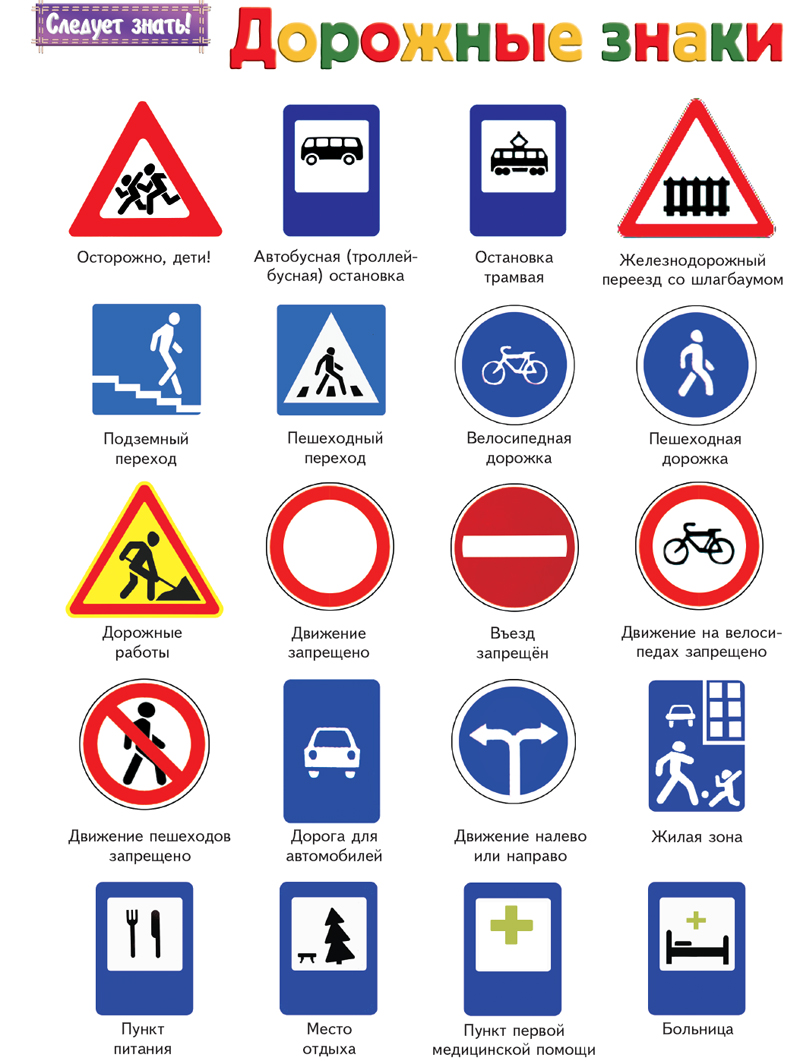 Следует знать!
Дорожные знаки
Осторожно, дети!
Автобусная (троллей-
бусная) остановка
Остановка
трамвая
Железнодорожный
переезд со шлагбаумом
Подземный
переход
Пешеходный
переход
Велосипедная
дорожка
Пешеходная
дорожка
Дорожные
работы
Движение
запрещено
Въезд
запрещён
Движение на велоси-
педах запрещено
Движение пешеходов
запрещено
Дорога для
автомобилей
Движение налево
или направо
Жилая зона
Пункт
питания
Место
отдыха
Пункт первой
медицинской помощи
Больница